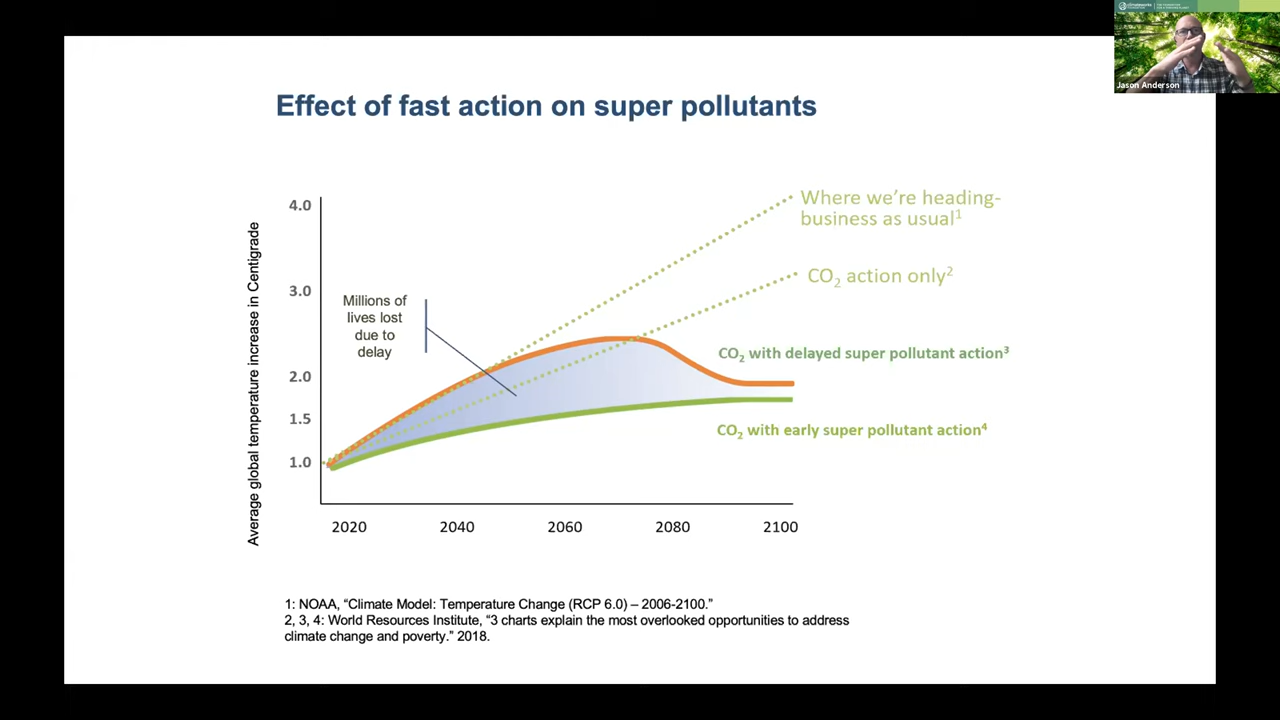 climateworks
FOUNDATION
Jason Anderson
Effect of fast action on super pollutants
Average global temperature increase in Centigrade
4.0
3.0
2.0
1.5
1.0
Millions of
lives lost
due to
delay
Where we’re heading-
business as usual¹
CO₂ action only²
CO₂ with delayed super pollutant action³
CO₂ with early super pollutant action⁴
2020 2040 2060 2080 2100
1: NOAA, “Climate Model: Temperature Change (RCP 6.0) – 2006-2100.”
2, 3, 4: World Resources Institute, “3 charts explain the most overlooked opportunities to address
climate change and poverty.” 2018.